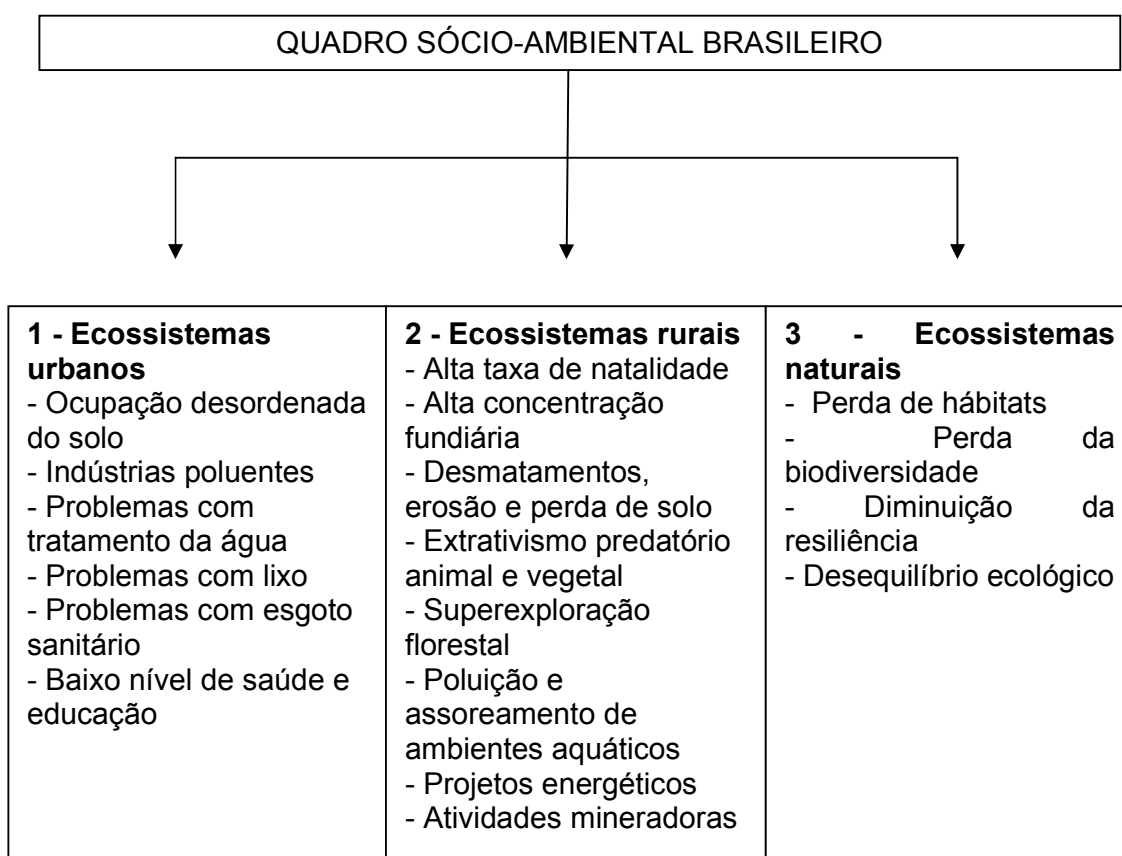 QUADRO SÓCIO-AMBIENTAL BRASILEIRO
1 - Ecossistemas
urbanos
- Ocupação desordenada
do solo
- Indústrias poluentes
- Problemas com
tratamento da água
- Problemas com lixo
- Problemas com esgoto
sanitário
- Baixo nível de saúde e
educação
2 - Ecossistemas rurais
- Alta taxa de natalidade
- Alta concentração
fundiária
- Desmatamentos,
erosão e perda de solo
- Extrativismo predatório
animal e vegetal
- Superexploração
florestal
- Poluição e
assoreamento de
ambientes aquáticos
- Projetos energéticos
- Atividades mineradoras
3 - Ecossistemas
naturais
- Perda de hábitats
- Perda da
biodiversidade
- Diminuição da
resiliência
- Desequilíbrio ecológico